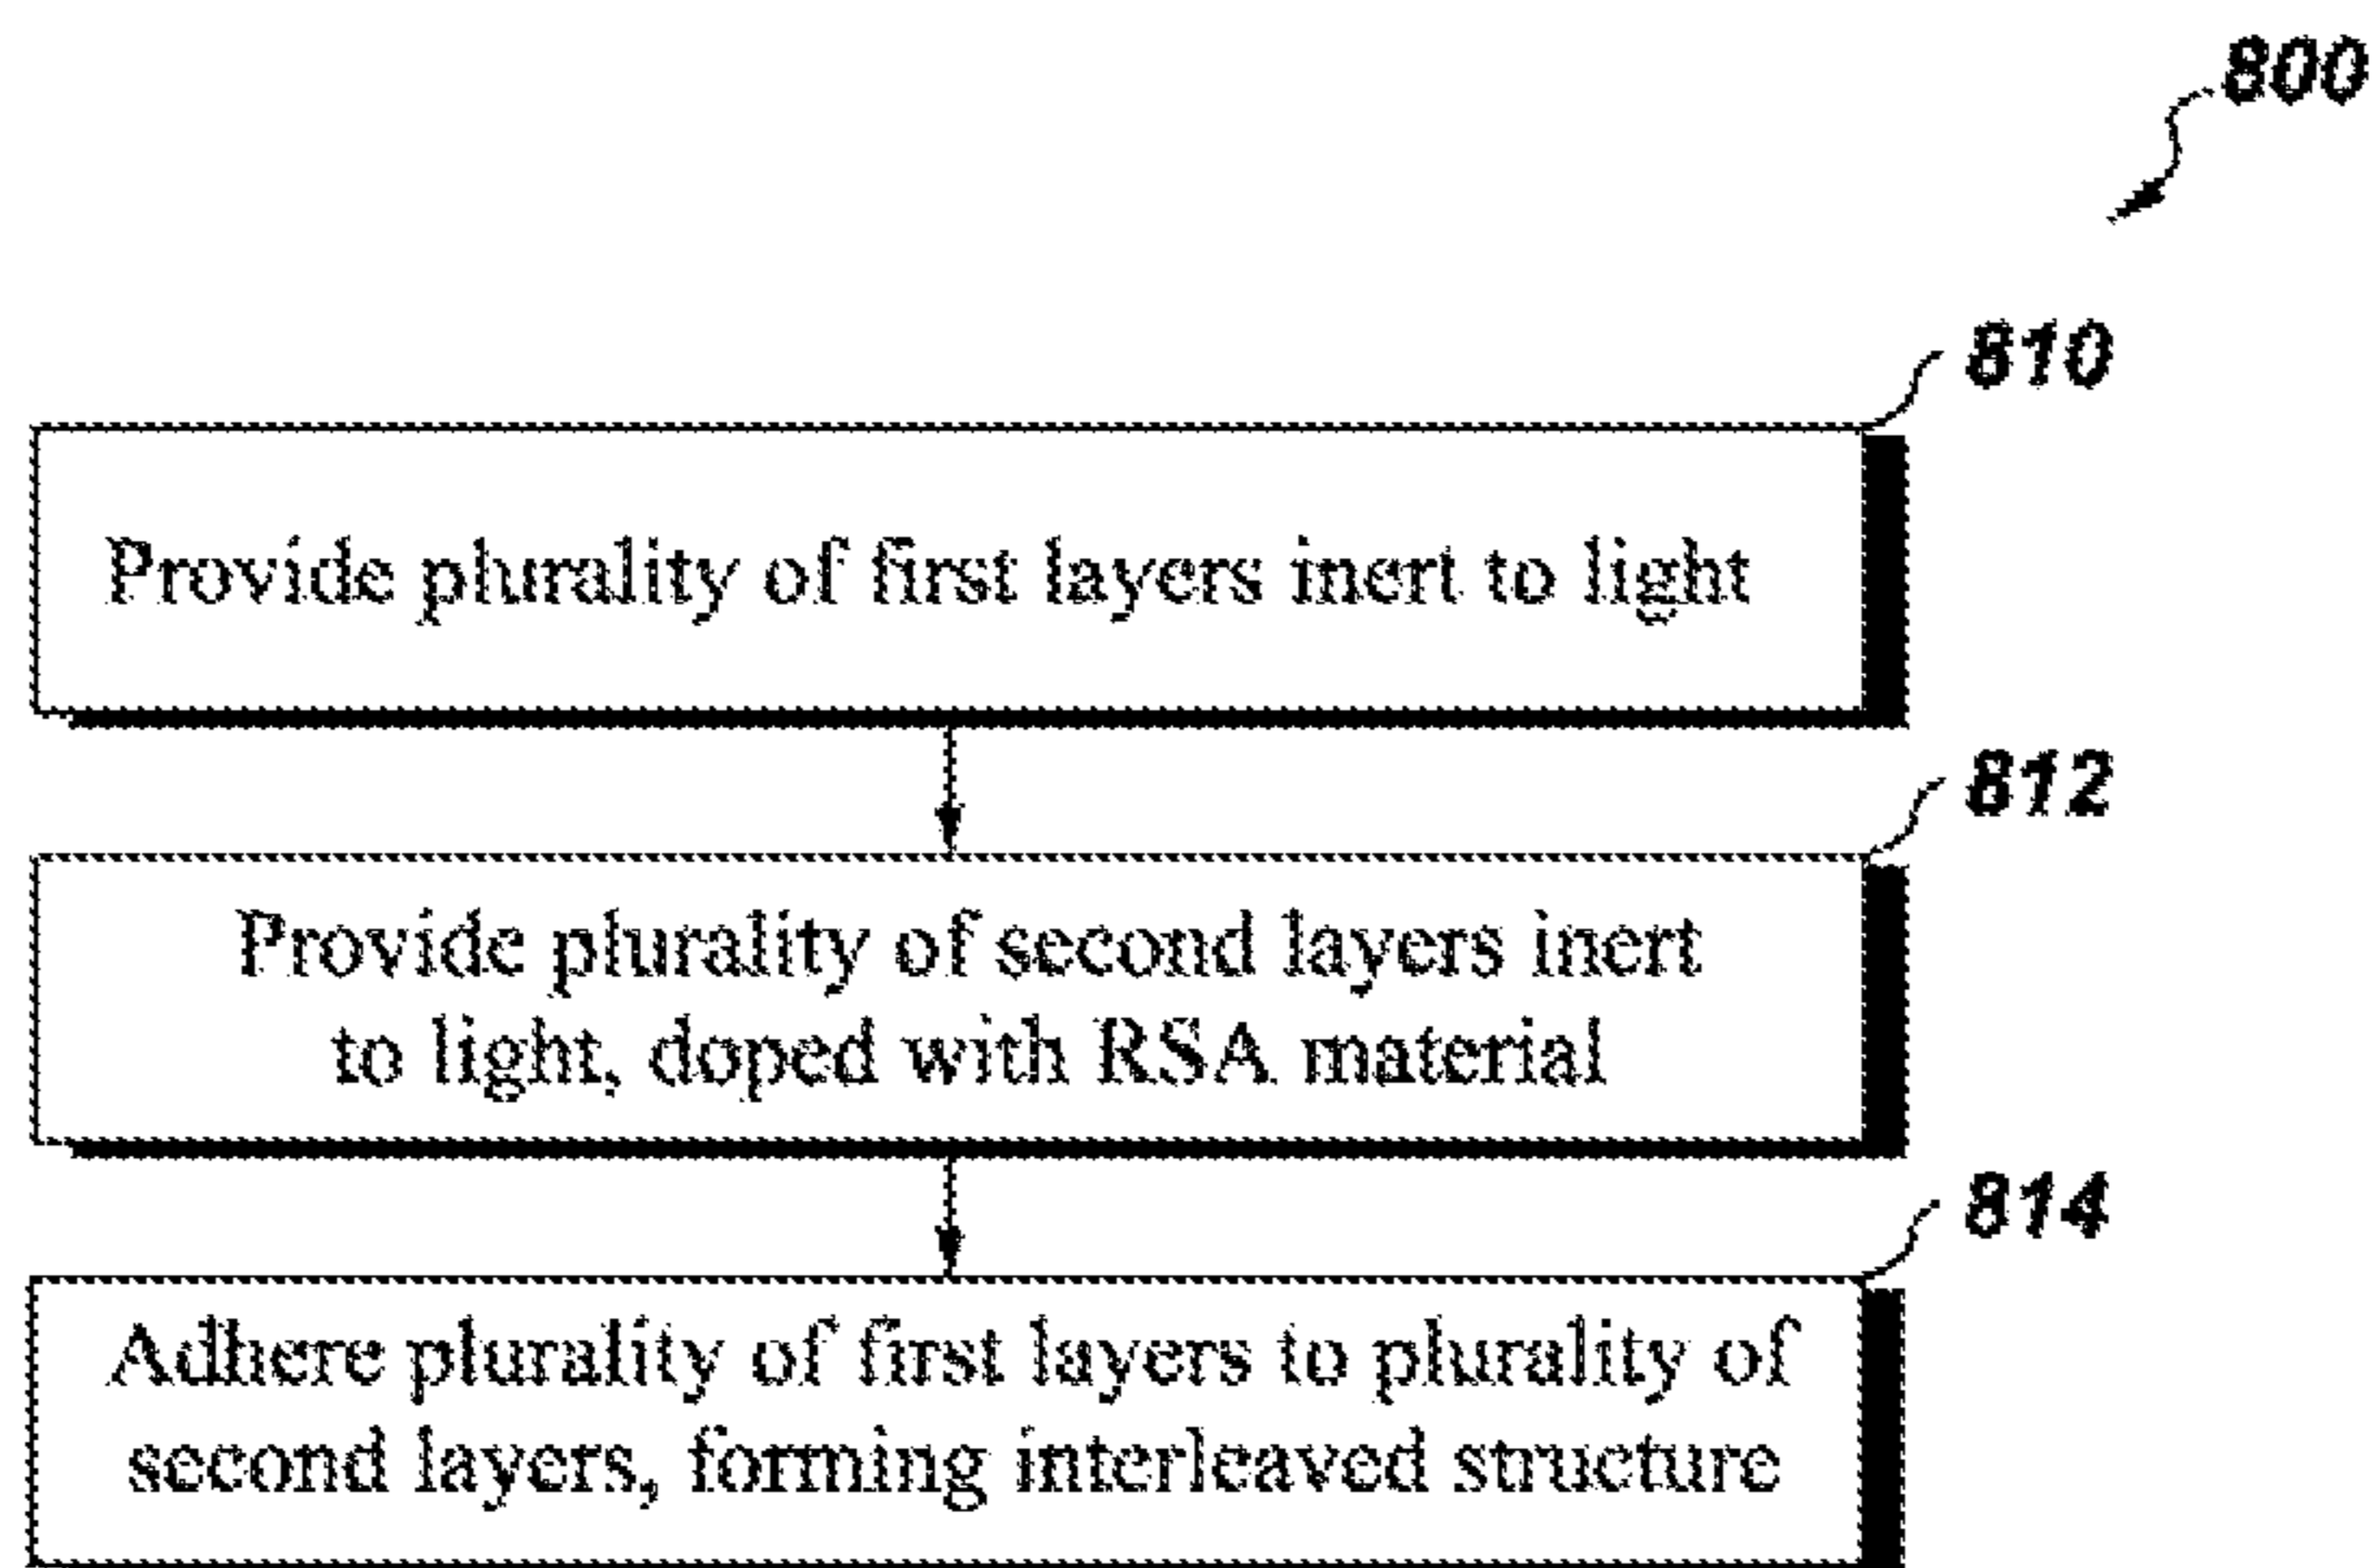 800
810
Provide plurality of first layers inert to light
812
Provide plurality of second layers inert
to light, doped with RSA material
814
Adhere plurality of first layers to plurality of
second layers, forming interleaved structure